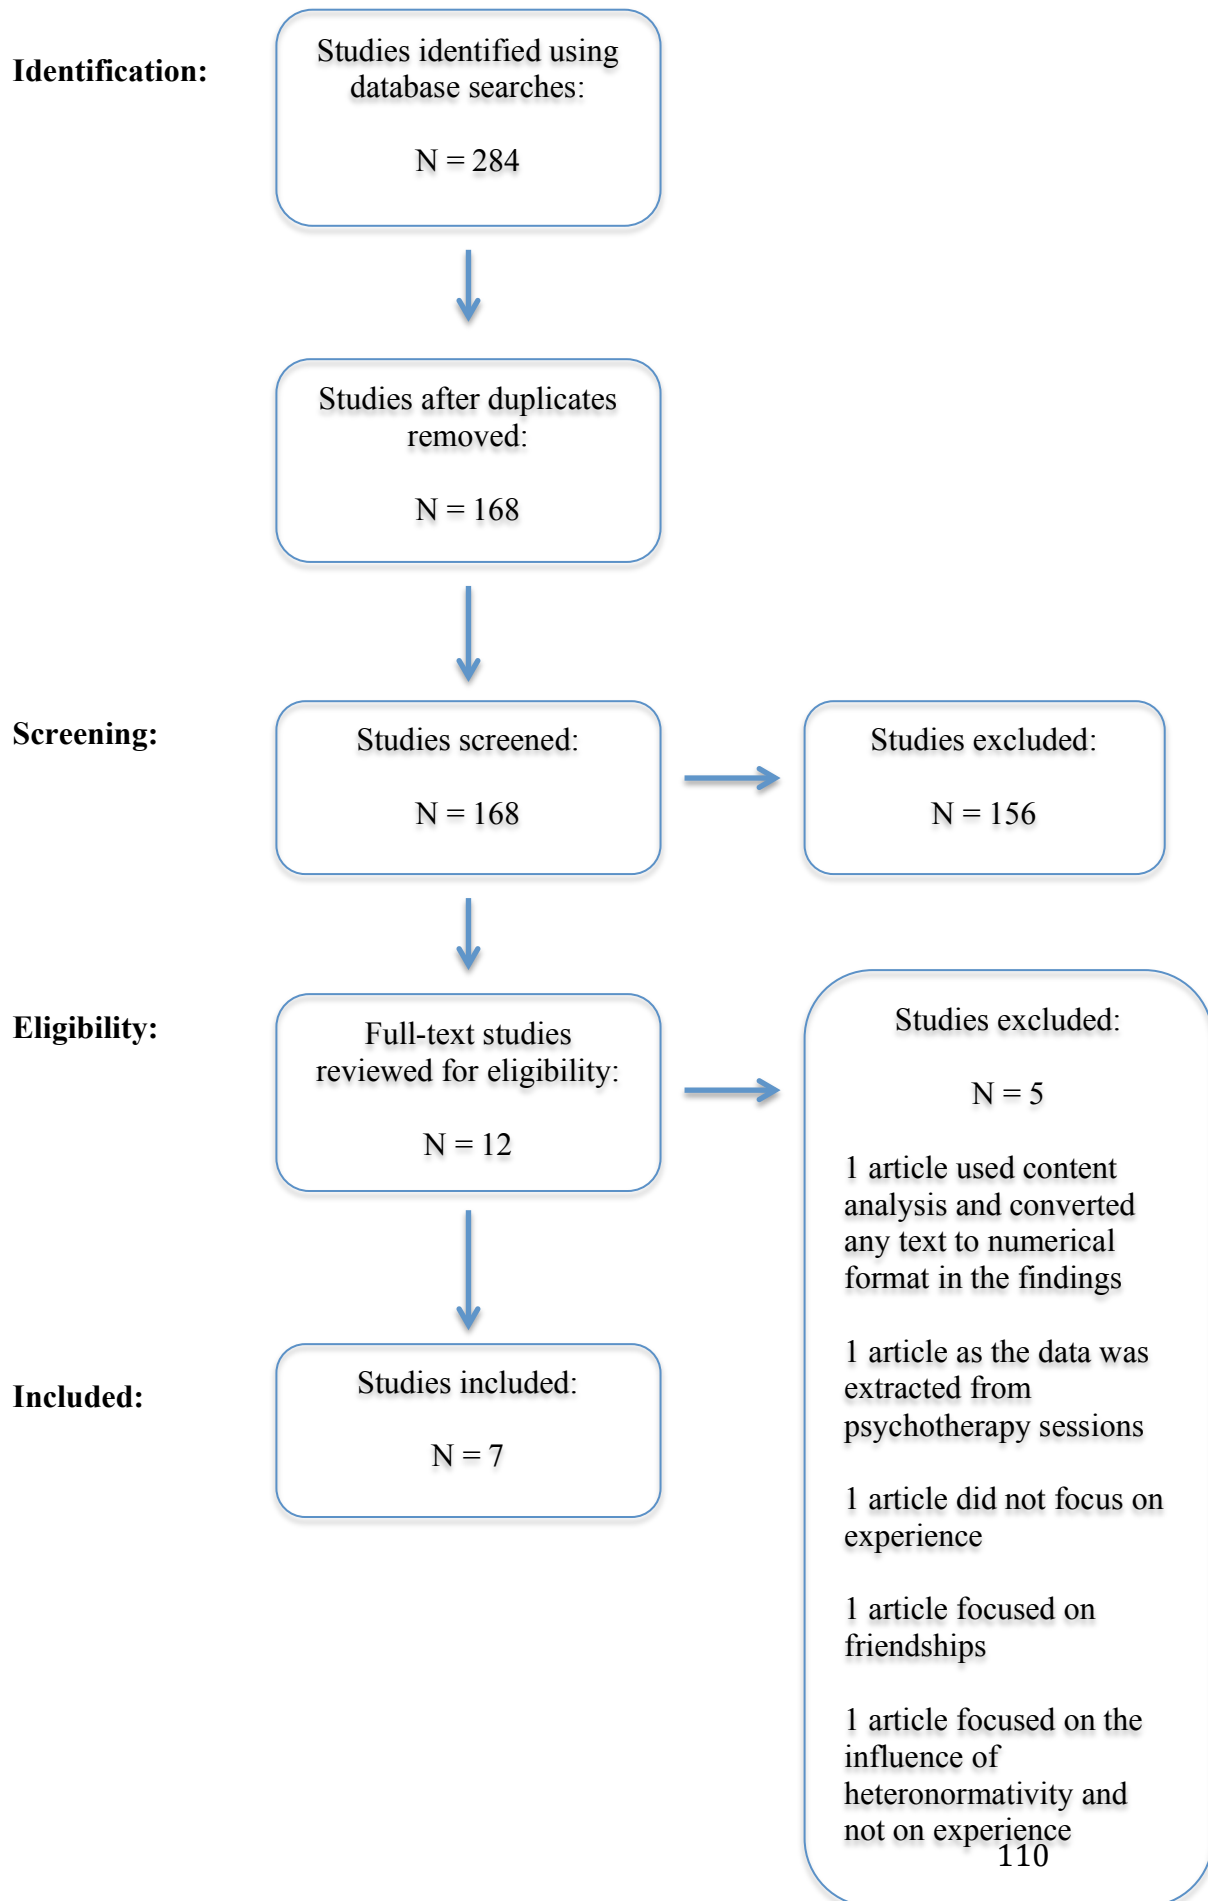 Identification:
Studies identified using
database searches:
N = 284
Studies after duplicates
removed:
N = 168
Screening:
Studies screened:
N = 168
Studies excluded:
N = 156
Eligibility:
Full-text studies
reviewed for eligibility:
N = 12
Studies excluded:
N = 5
1 article used content
analysis and converted
any text to numerical
format in the findings
1 article as the data was
extracted from
psychotherapy sessions
1 article did not focus on
experience
1 article focused on
friendships
1 article focused on the
influence of
heteronormativity and
not on experience
Included:
Studies included:
N = 7
110